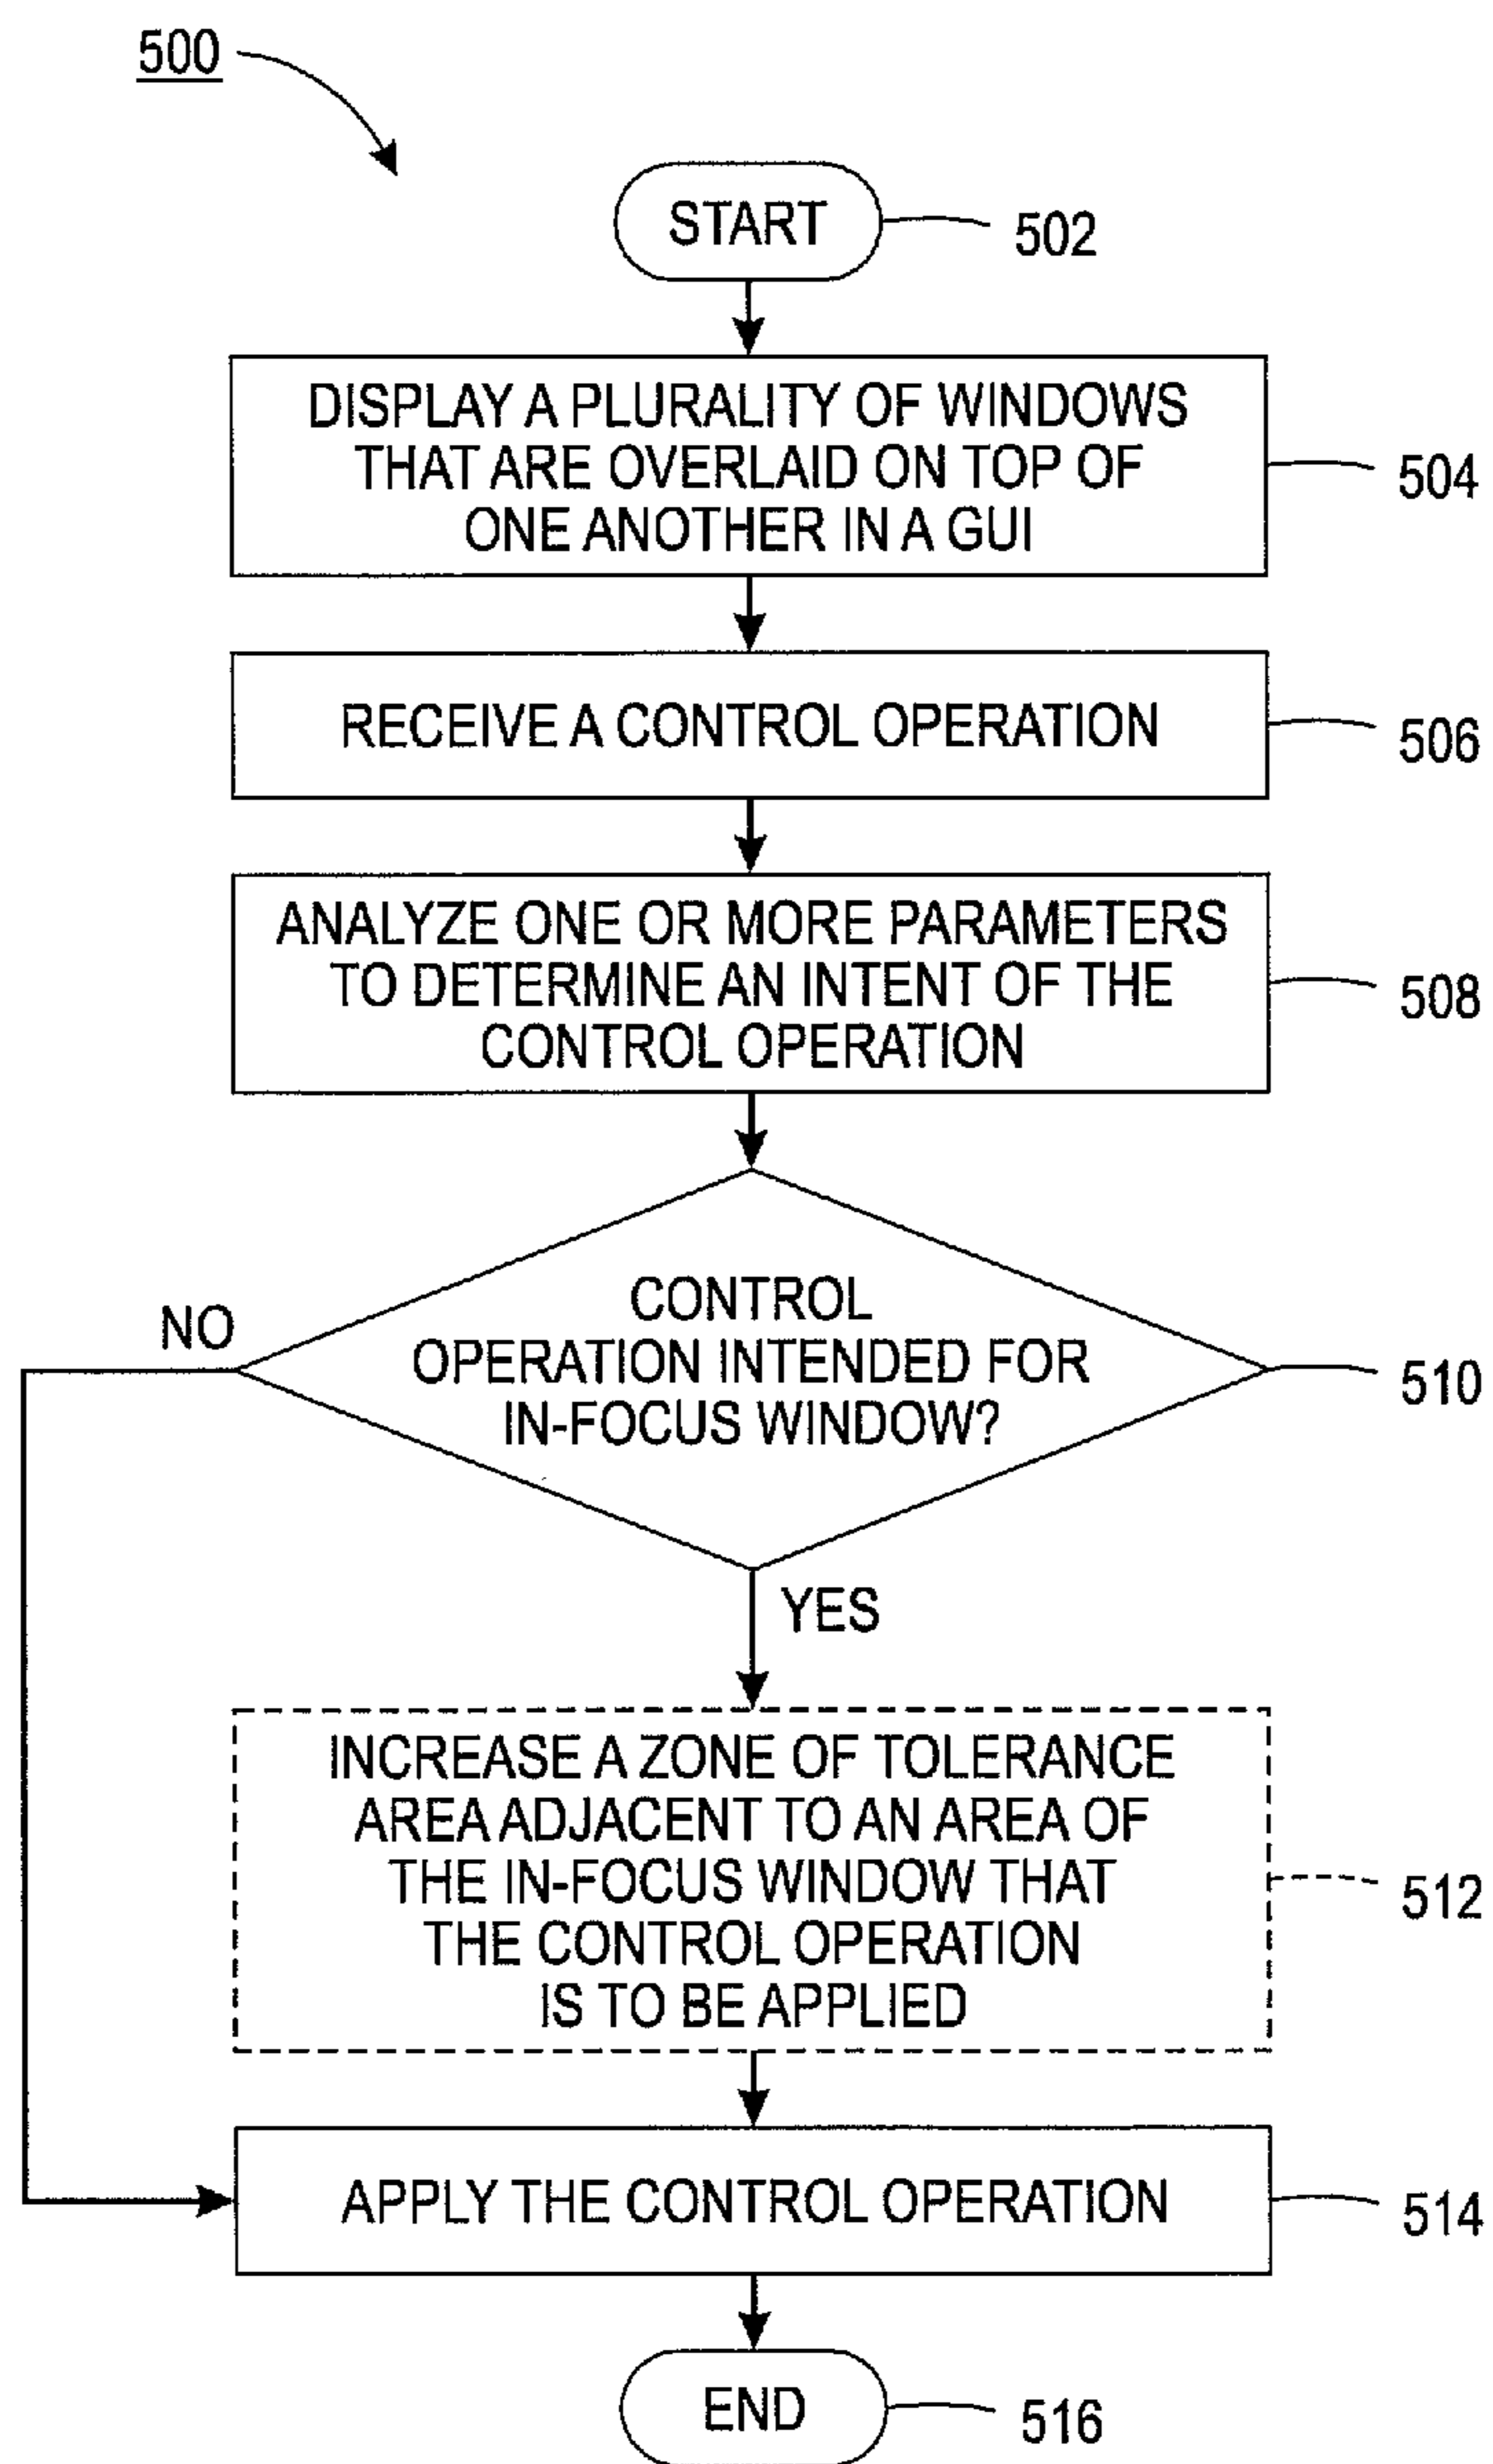 500
START
502
DISPLAY A PLURALITY OF WINDOWS
THAT ARE OVERLAID ON TOP OF
ONE ANOTHER IN A GUI
504
RECEIVE A CONTROL OPERATION
506
ANALYZE ONE OR MORE PARAMETERS
TO DETERMINE AN INTENT OF THE
CONTROL OPERATION
508
NO
CONTROL
OPERATION INTENDED FOR
IN-FOCUS WINDOW?
510
YES
INCREASE A ZONE OF TOLERANCE
AREA ADJACENT TO AN AREA OF
THE IN-FOCUS WINDOW THAT
THE CONTROL OPERATION
IS TO BE APPLIED
512
APPLY THE CONTROL OPERATION
514
END
516